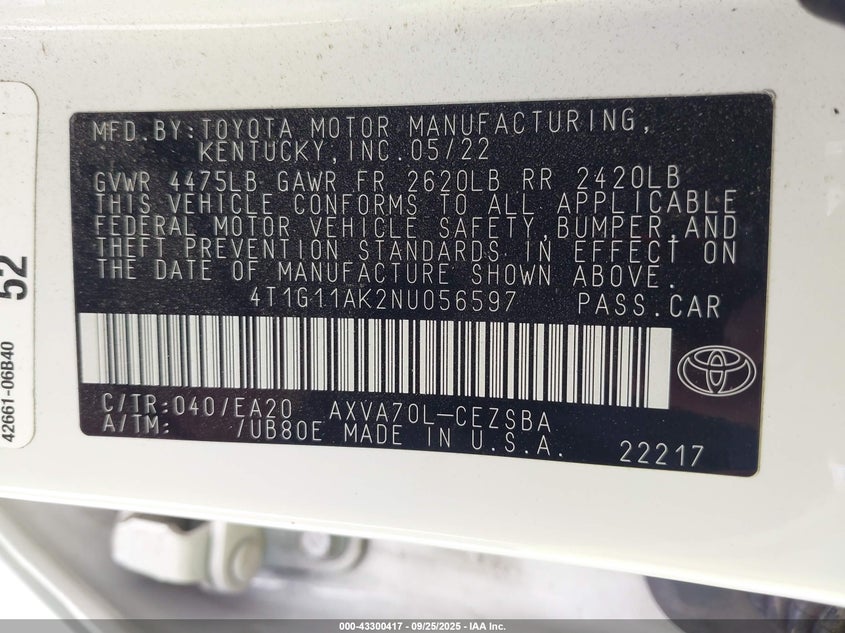 MFD.BY:TOYOTA MOTOR MANUFACTURING,
KENTUCKY,INC.05/22
GVWR 4475LB GAWR FR 2620LB RR 2420LB
THIS VEHICLE CONFORMS TO ALL APPLICABLE
FEDERAL MOTOR VEHICLE SAFETY,BUMPER,AND
THEFT PREVENTION STANDARDS IN EFFECT ON
THE DATE OF MANUFACTURE SHOWN ABOVE.
4T1G11AK2NU056597 PASS.CAR
C/TR:040/EA20 AXVA70L-CEZSBA
A/TM: /UB80E MADE IN U.S.A. 22217
42661-06B40 52
000-43300417 - 09/25/2025 - IAA Inc.